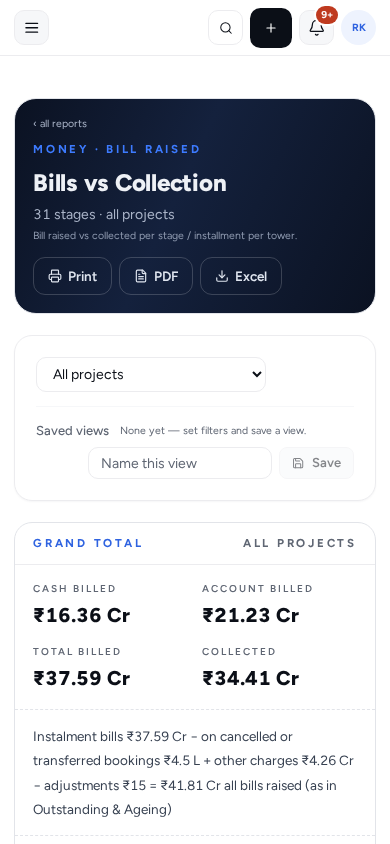 9+
RK
‹ all reports
MONEY · BILL RAISED
Bills vs Collection
31 stages · all projects
Bill raised vs collected per stage / installment per tower.
Print PDF Excel
All projects
Saved views None yet — set filters and save a view.
Name this view Save
GRAND TOTAL ALL PROJECTS
CASH BILLED ACCOUNT BILLED
₹16.36 Cr ₹21.23 Cr
TOTAL BILLED COLLECTED
₹37.59 Cr ₹34.41 Cr
Instalment bills ₹37.59 Cr − on cancelled or
transferred bookings ₹4.5 L + other charges ₹4.26 Cr
− adjustments ₹15 = ₹41.81 Cr all bills raised (as in
Outstanding & Ageing)